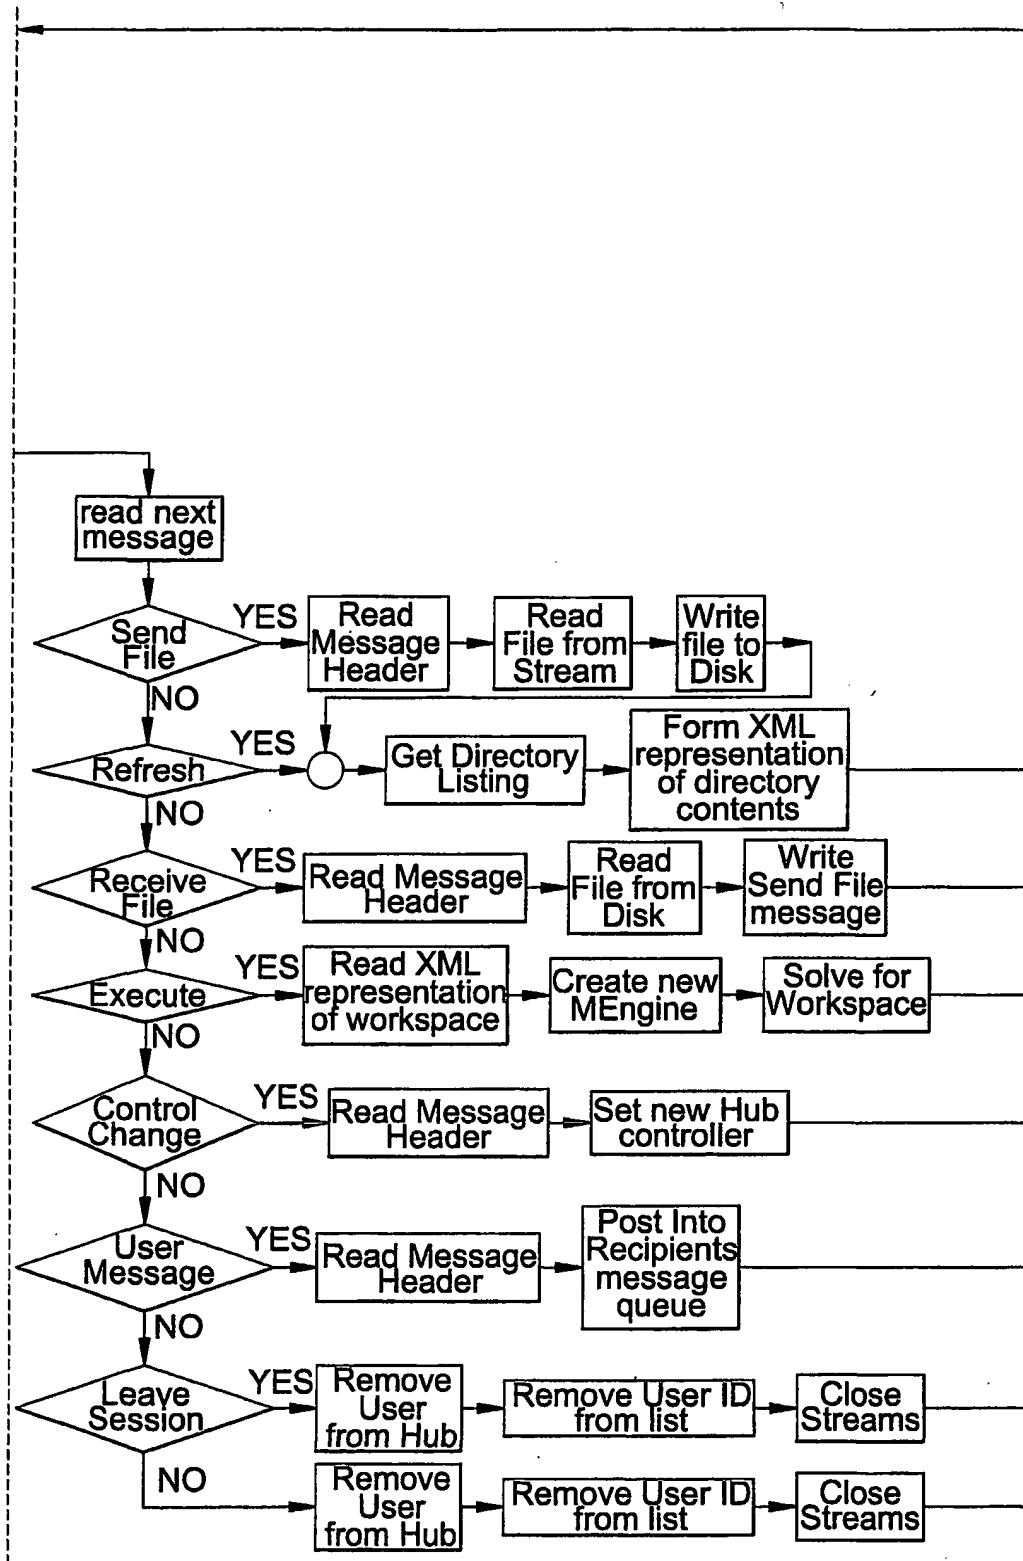 read next
message
Send
File
YES
Read
Message
Header
Read
File from
Stream
Write
file to
Disk
NO
Refresh
YES
Get Directory
Listing
Form XML
representation
of directory
contents
NO
Receive
File
YES
Read Message
Header
Read
File from
Disk
Write
Send File
message
NO
Execute
YES
Read XML
representation
of workspace
Create new
MEngine
Solve for
Workspace
NO
Control
Change
YES
Read Message
Header
Set new Hub
controller
NO
User
Message
YES
Read Message
Header
Post Into
Recipients
message
queue
NO
Leave
Session
YES
Remove
User
from Hub
Remove User ID
from list
Close
Streams
NO
Remove
User
from Hub
Remove User ID
from list
Close
Streams